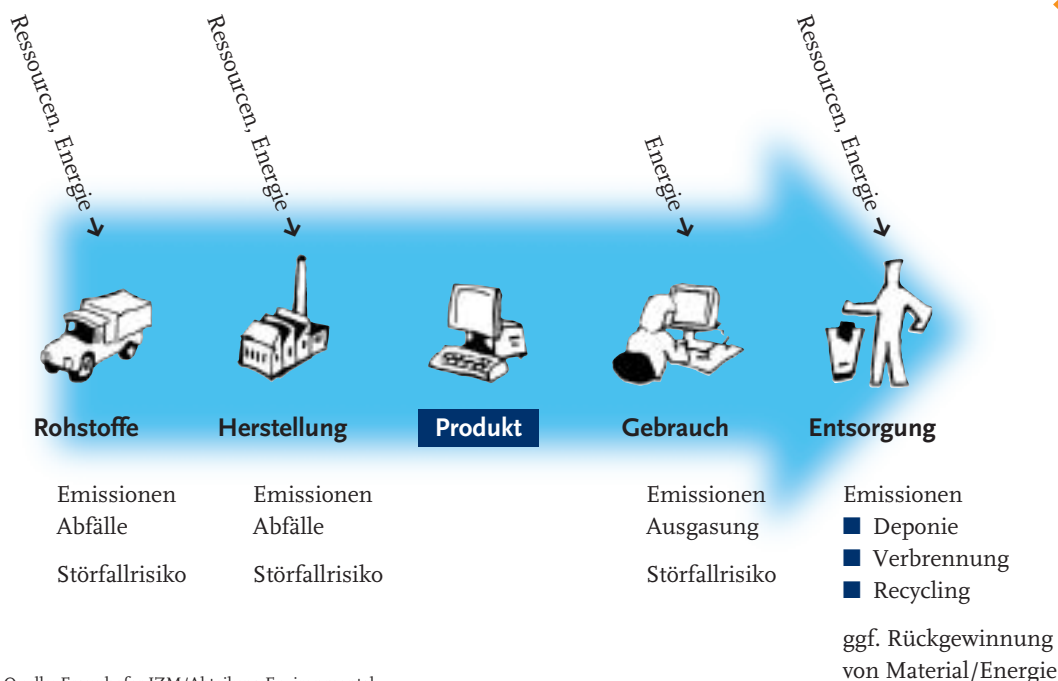 Ressourcen, Energie
Ressourcen, Energie
Energie
Ressourcen, Energie
Rohstoffe
Herstellung
Produkt
Gebrauch
Entsorgung
Emissionen
Abfälle
Störfallrisiko
Emissionen
Abfälle
Störfallrisiko
Emissionen
Ausgasung
Störfallrisiko
Emissionen
Deponie
Verbrennung
Recycling
ggf. Rückgewinnung
von Material/Energie